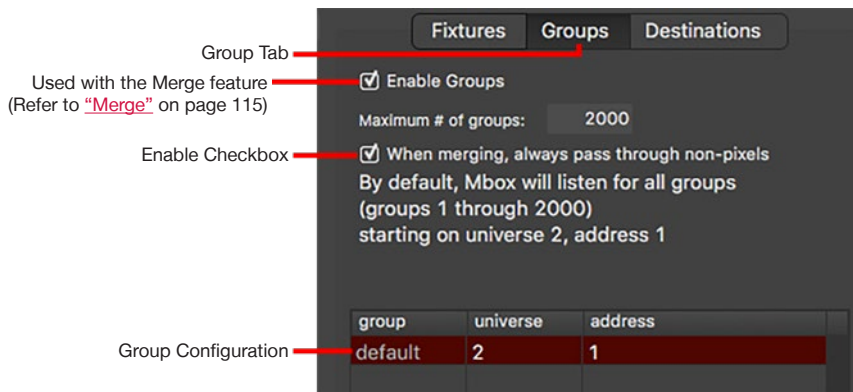 Fixtures Groups Destinations
Group Tab
Used with the Merge feature
(Refer to "Merge" on page 115)
Enable Groups
Maximum # of groups: 2000
Enable Checkbox
When merging, always pass through non-pixels
By default, Mbox will listen for all groups
(groups 1 through 2000)
starting on universe 2, address 1
group universe address
Group Configuration
default 2 1